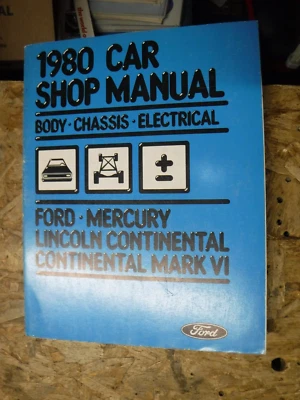 1980 CAR
SHOP MANUAL
BODY · CHASSIS · ELECTRICAL
FORD · MERCURY
LINCOLN CONTINENTAL
CONTINENTAL MARK VI
Ford